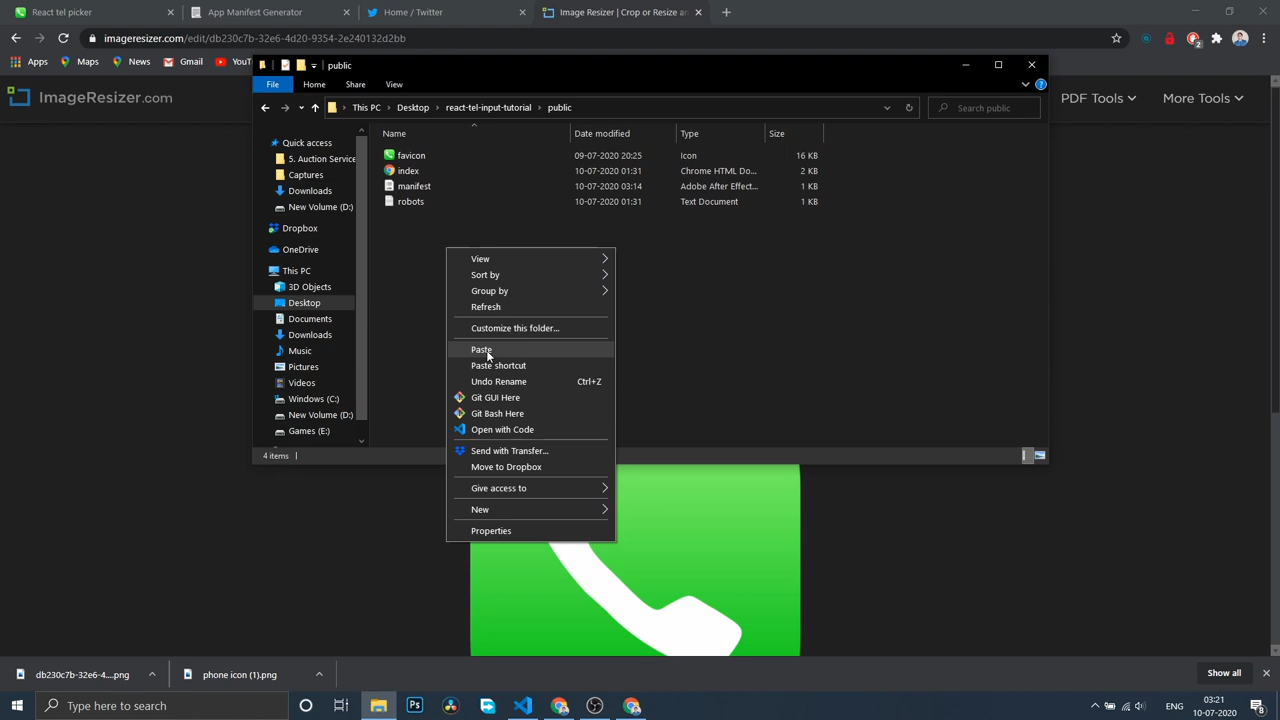 React tel picker
App Manifest Generator
Home / Twitter
Image Resizer | Crop or Resize an
imageresizer.com/edit/db230c7b-32e6-4d20-9354-2e240132d2bb
2
Apps
Maps
News
Gmail
YouT
public
File
Home
Share
View
ImageResizer.com
PDF Tools
More Tools
This PC
Desktop
react-tel-input-tutorial
public
Search public
Name
Date modified
Type
Size
Quick access
5. Auction Service
Captures
Downloads
New Volume (D:)
Dropbox
OneDrive
This PC
3D Objects
Desktop
Documents
Downloads
Music
Pictures
Videos
Windows (C:)
New Volume (D:)
Games (E:)
favicon 09-07-2020 20:25 Icon 16 KB
index 10-07-2020 01:31 Chrome HTML Do... 2 KB
manifest 10-07-2020 03:14 Adobe After Effect... 1 KB
robots 10-07-2020 01:31 Text Document 1 KB
View
Sort by
Group by
Refresh
Customize this folder...
Paste
Paste shortcut
Undo Rename Ctrl+Z
Git GUI Here
Git Bash Here
Open with Code
Send with Transfer...
Move to Dropbox
Give access to
New
Properties
4 items
db230c7b-32e6-4....png
phone icon (1).png
Show all
Type here to search
Ps
ENG
03:21
10-07-2020